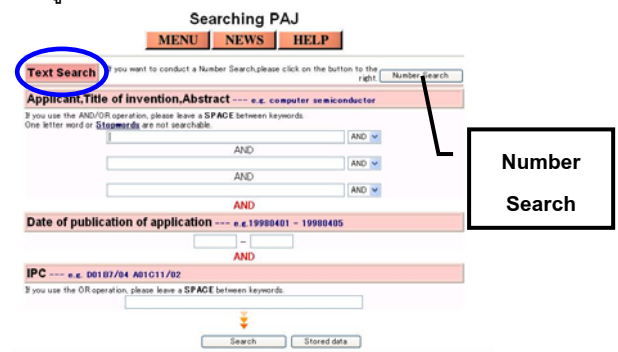 Searching PAJ
MENU NEWS HELP
Text Search
If you want to conduct a Number Search,please click on the button to the right.
Number Search
Applicant,Title of invention,Abstract --- e.g. computer semiconductor
If you use the AND/OR operation, please leave a SPACE between keywords.
One letter word or Stopwords are not searchable.
AND
AND
AND
AND
AND
AND
Date of publication of application --- e.g.19980401 - 19980405
-
AND
IPC --- e.g. D01B7/04 A01C11/02
If you use the OR operation, please leave a SPACE between keywords.
Search Stored data
Number
Search